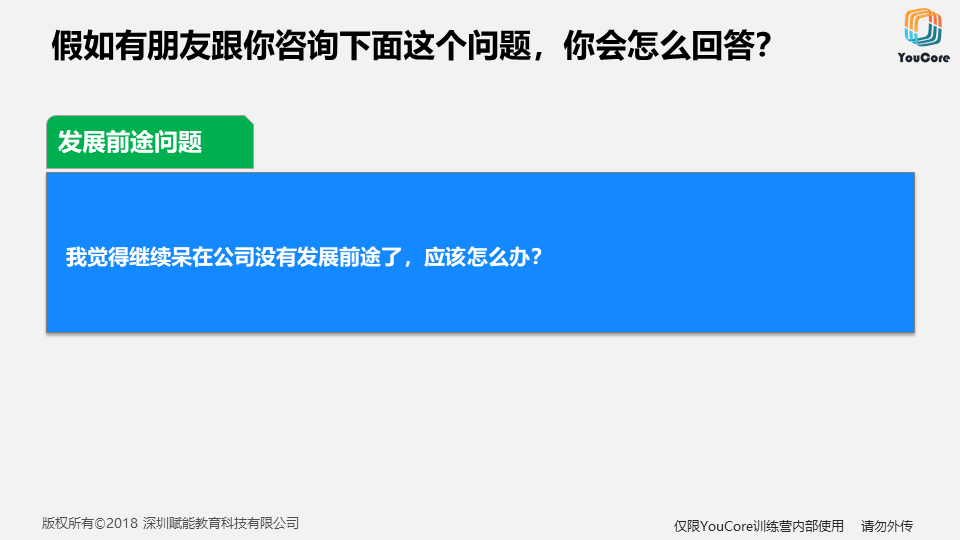 假如有朋友跟你咨询下面这个问题，你会怎么回答？
YouCore
发展前途问题
我觉得继续呆在公司没有发展前途了，应该怎么办？
版权所有©2018 深圳赋能教育科技有限公司
仅限YouCore训练营内部使用 请勿外传